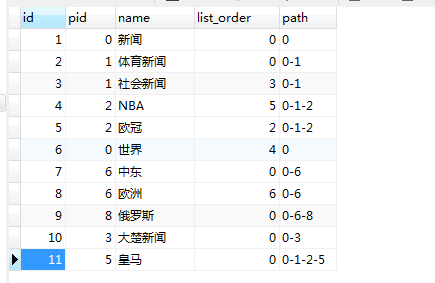 id pid name list_order path
1 0 新闻 0 0
2 1 体育新闻 0 0-1
3 1 社会新闻 3 0-1
4 2 NBA 5 0-1-2
5 2 欧冠 2 0-1-2
6 0 世界 4 0
7 6 中东 0 0-6
8 6 欧洲 6 0-6
9 8 俄罗斯 0 0-6-8
10 3 大楚新闻 0 0-3
11 5 皇马 0 0-1-2-5